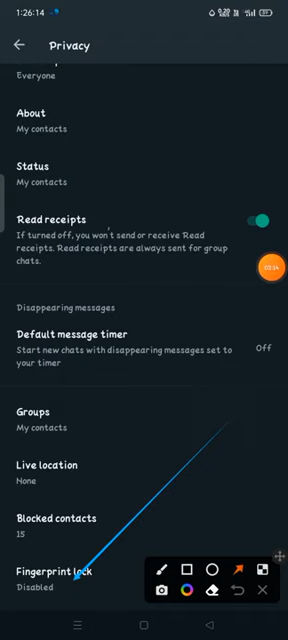 1:26:14
Privacy
Everyone
About
My contacts
Status
My contacts
Read receipts
If turned off, you won't send or receive Read
receipts. Read receipts are always sent for group
chats.
Disappearing messages
Default message timer
Off
Start new chats with disappearing messages set to
your timer
Groups
My contacts
Live location
None
Blocked contacts
15
Fingerprint lock
Disabled